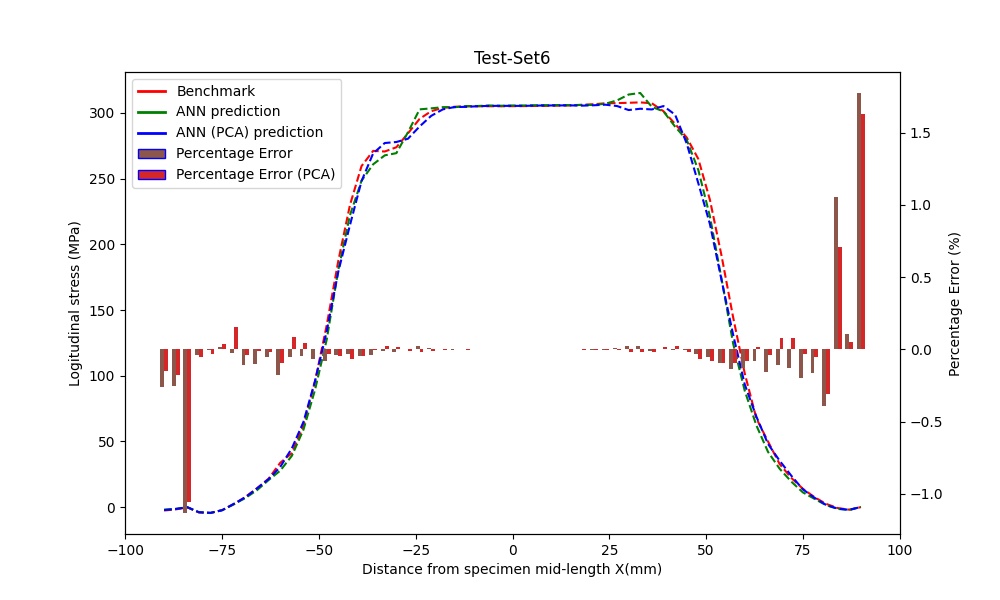 Test-Set6
Benchmark
ANN prediction
ANN (PCA) prediction
Percentage Error
Percentage Error (PCA)
Logitudinal stress (MPa)
300
250
200
150
100
50
0
1.5
1.0
0.5
0.0
−0.5
−1.0
Percentage Error (%)
−100 −75 −50 −25 0 25 50 75 100
Distance from specimen mid-length X(mm)